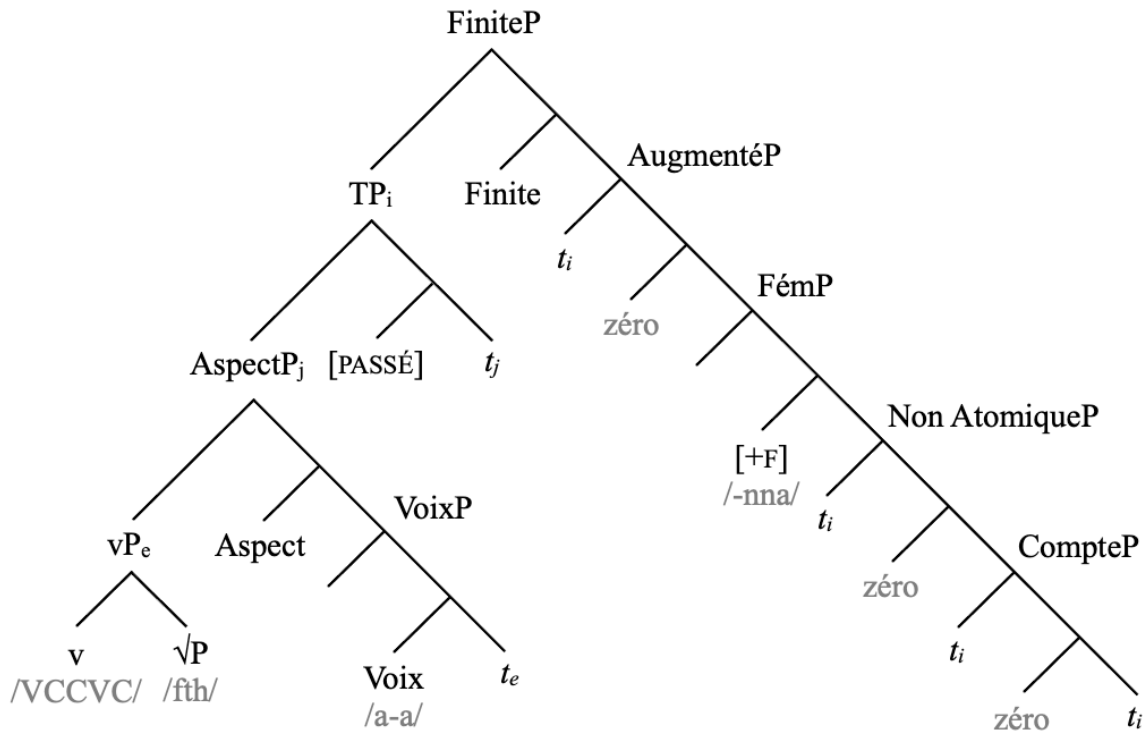 FiniteP
AugmentéP
TPᵢ Finite
tᵢ
FémP
zéro
AspectPⱼ [PASSÉ] tⱼ
Non AtomiqueP
[+F]
/-nna/ tᵢ
VoixP
vPₑ Aspect CompteP
zéro
v √P tᵢ
/VCCVC/ /fth/ Voix tₑ
/a-a/ zéro tᵢ